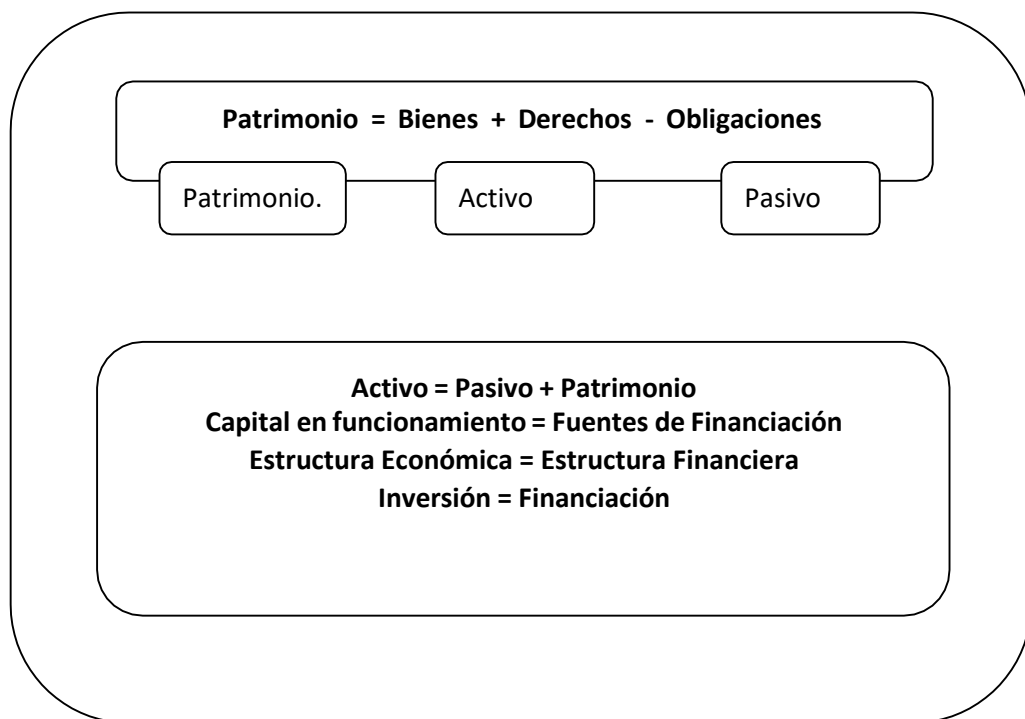 Patrimonio = Bienes + Derechos - Obligaciones
Patrimonio. Activo Pasivo
Activo = Pasivo + Patrimonio
Capital en funcionamiento = Fuentes de Financiación
Estructura Económica = Estructura Financiera
Inversión = Financiación